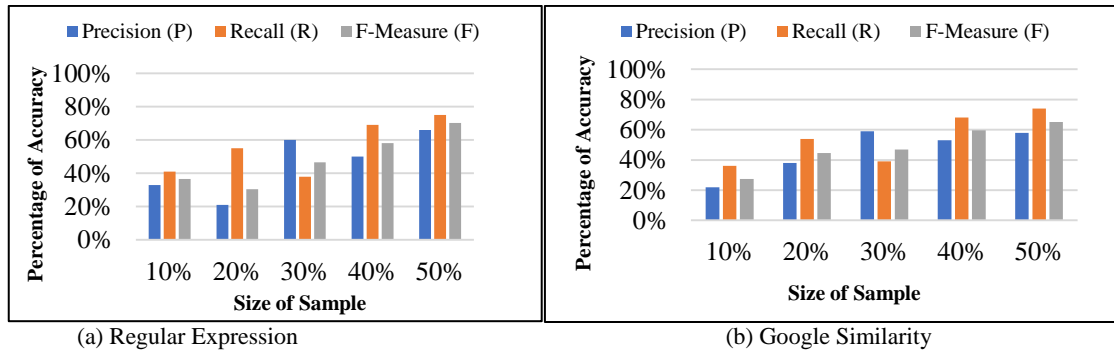 Precision (P) Recall (R) F-Measure (F)
Percentage of Accuracy
100%
80%
60%
40%
20%
0%
10% 20% 30% 40% 50%
Size of Sample
(a) Regular Expression
Precision (P) Recall (R) F-Measure (F)
Percentage of Accuracy
100%
80%
60%
40%
20%
0%
10% 20% 30% 40% 50%
Size of Sample
(b) Google Similarity